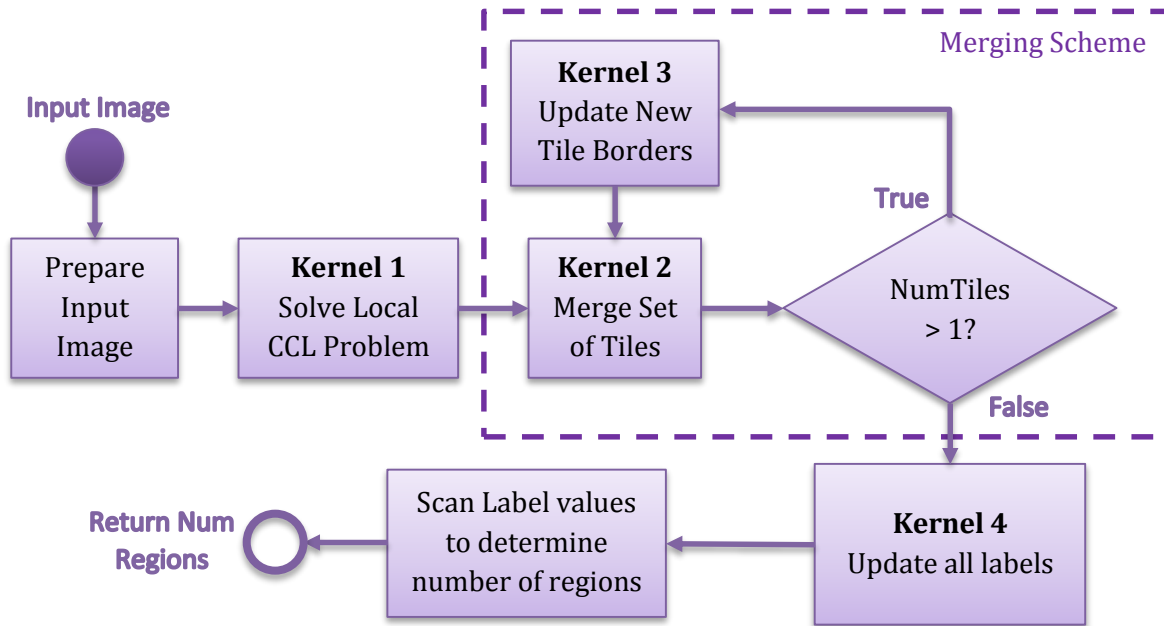 Merging Scheme
Kernel 3
Update New
Tile Borders
Input Image
True
Prepare
Input
Image
Kernel 1
Solve Local
CCL Problem
Kernel 2
Merge Set
of Tiles
NumTiles
> 1?
False
Kernel 4
Update all labels
Scan Label values
to determine
number of regions
Return Num
Regions